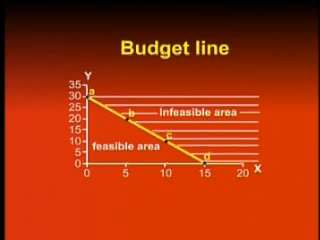 Budget line
Y
35
30
25
20
15
10
5
0
a
b
c
d
Infeasible area
feasible area
0 5 10 15 20
X